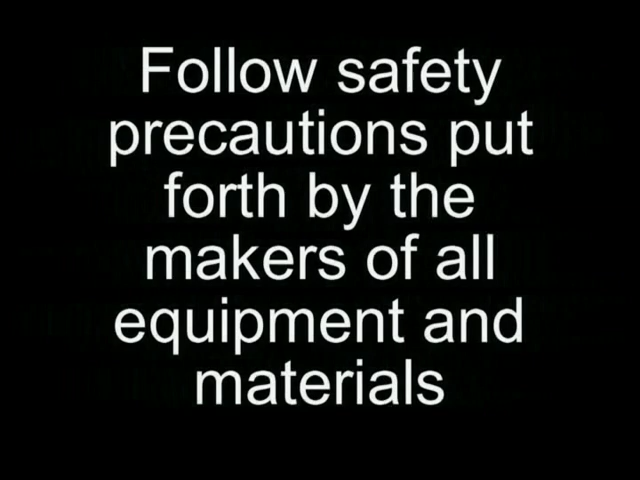 Follow safety
precautions put
forth by the
makers of all
equipment and
materials